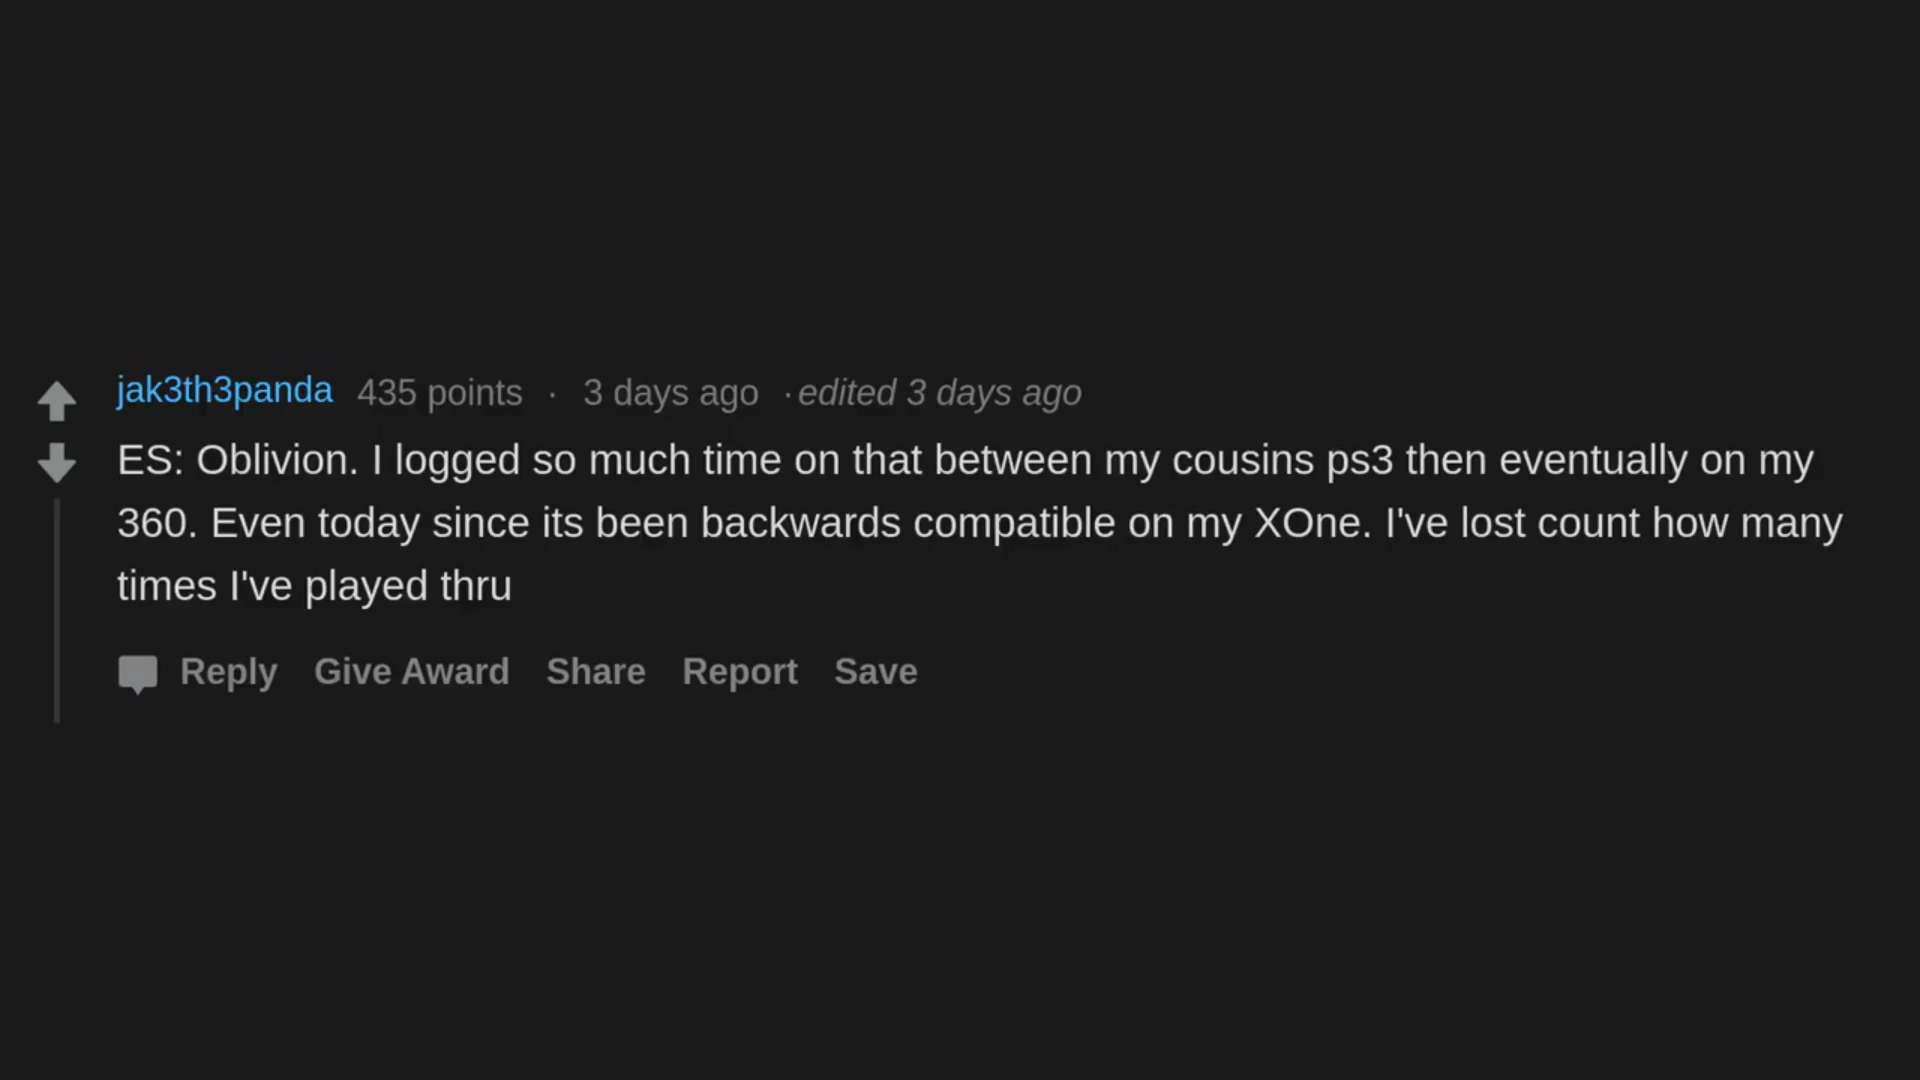 jak3th3panda 435 points · 3 days ago · edited 3 days ago
ES: Oblivion. I logged so much time on that between my cousins ps3 then eventually on my
360. Even today since its been backwards compatible on my XOne. I've lost count how many
times I've played thru
Reply Give Award Share Report Save